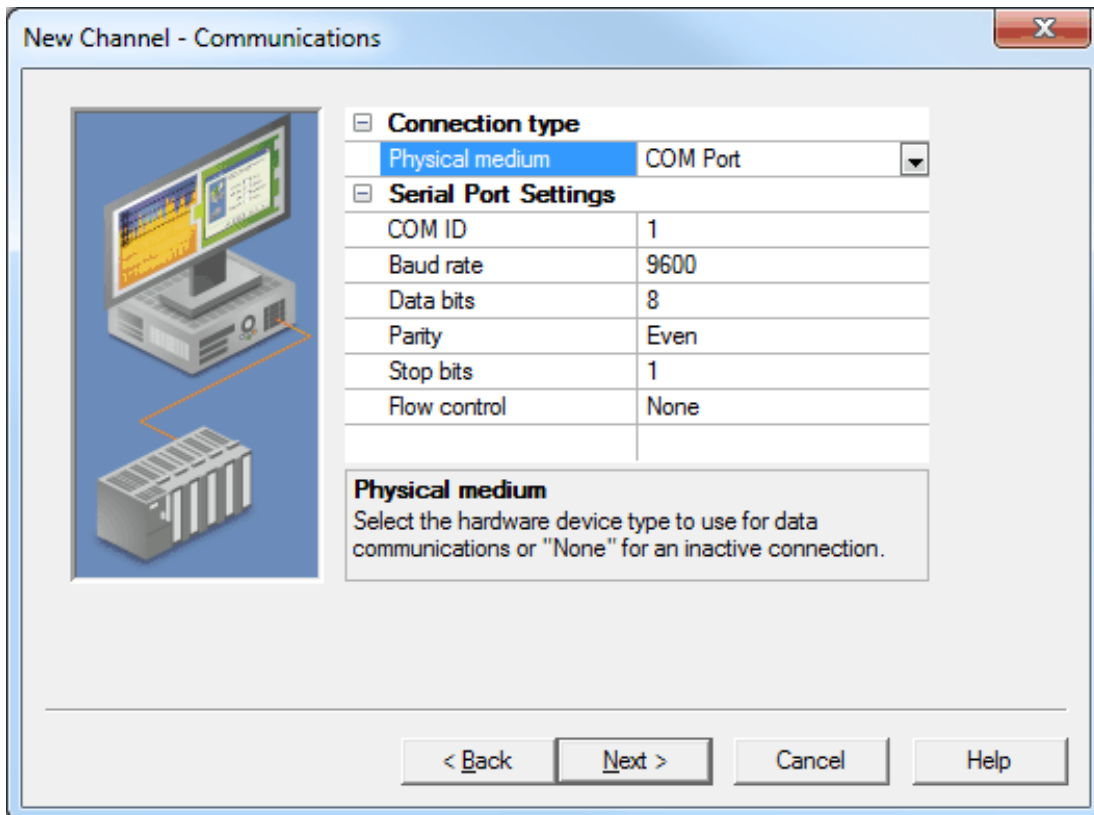 New Channel - Communications
Connection type
Physical medium COM Port
Serial Port Settings
COM ID 1
Baud rate 9600
Data bits 8
Parity Even
Stop bits 1
Flow control None
Physical medium
Select the hardware device type to use for data
communications or "None" for an inactive connection.
< Back Next > Cancel Help